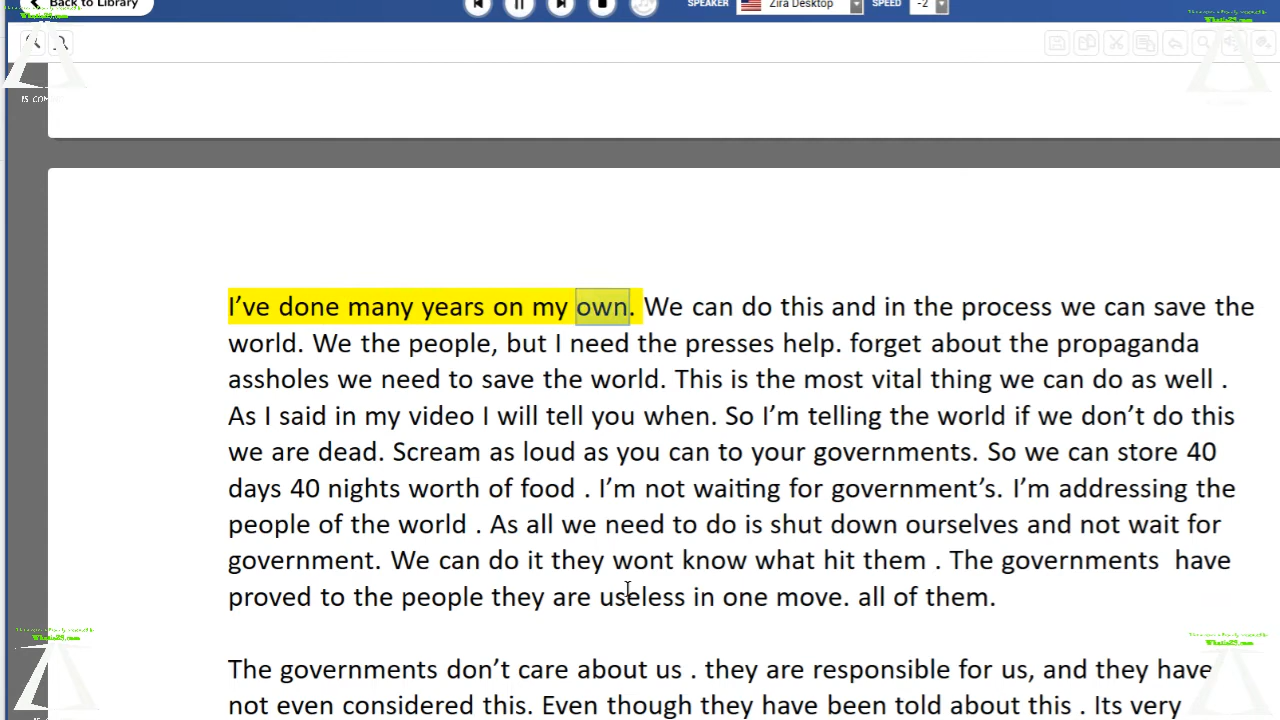 Back to Library
SPEAKER Zira Desktop SPEED -2
I've done many years on my own. We can do this and in the process we can save the
world. We the people, but I need the presses help. forget about the propaganda
assholes we need to save the world. This is the most vital thing we can do as well .
As I said in my video I will tell you when. So I'm telling the world if we don't do this
we are dead. Scream as loud as you can to your governments. So we can store 40
days 40 nights worth of food . I'm not waiting for government's. I'm addressing the
people of the world . As all we need to do is shut down ourselves and not wait for
government. We can do it they wont know what hit them . The governments  have
proved to the people they are useless in one move. all of them.
The governments don't care about us . they are responsible for us, and they have
not even considered this. Even though they have been told about this . Its very